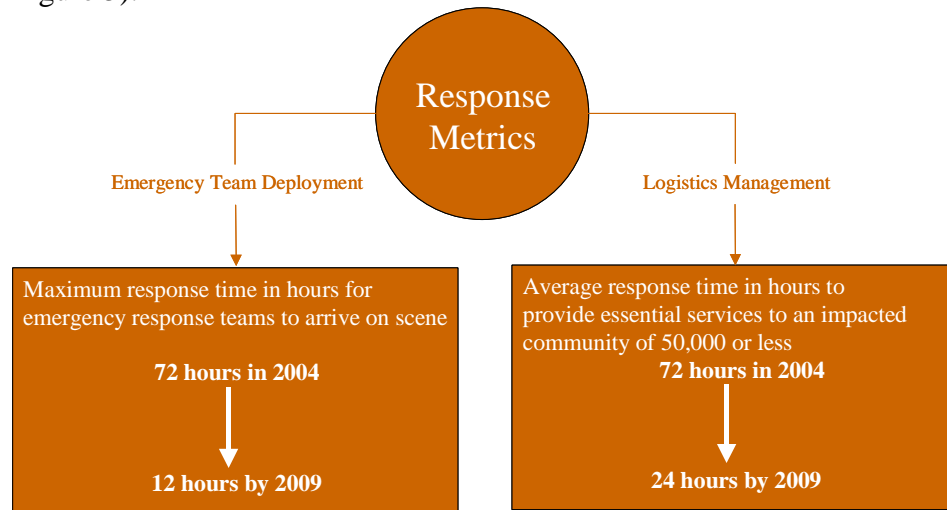 Figure 3).
Response
Metrics
Emergency Team Deployment
Logistics Management
Maximum response time in hours for
emergency response teams to arrive on scene
72 hours in 2004
12 hours by 2009
Average response time in hours to
provide essential services to an impacted
community of 50,000 or less
72 hours in 2004
24 hours by 2009